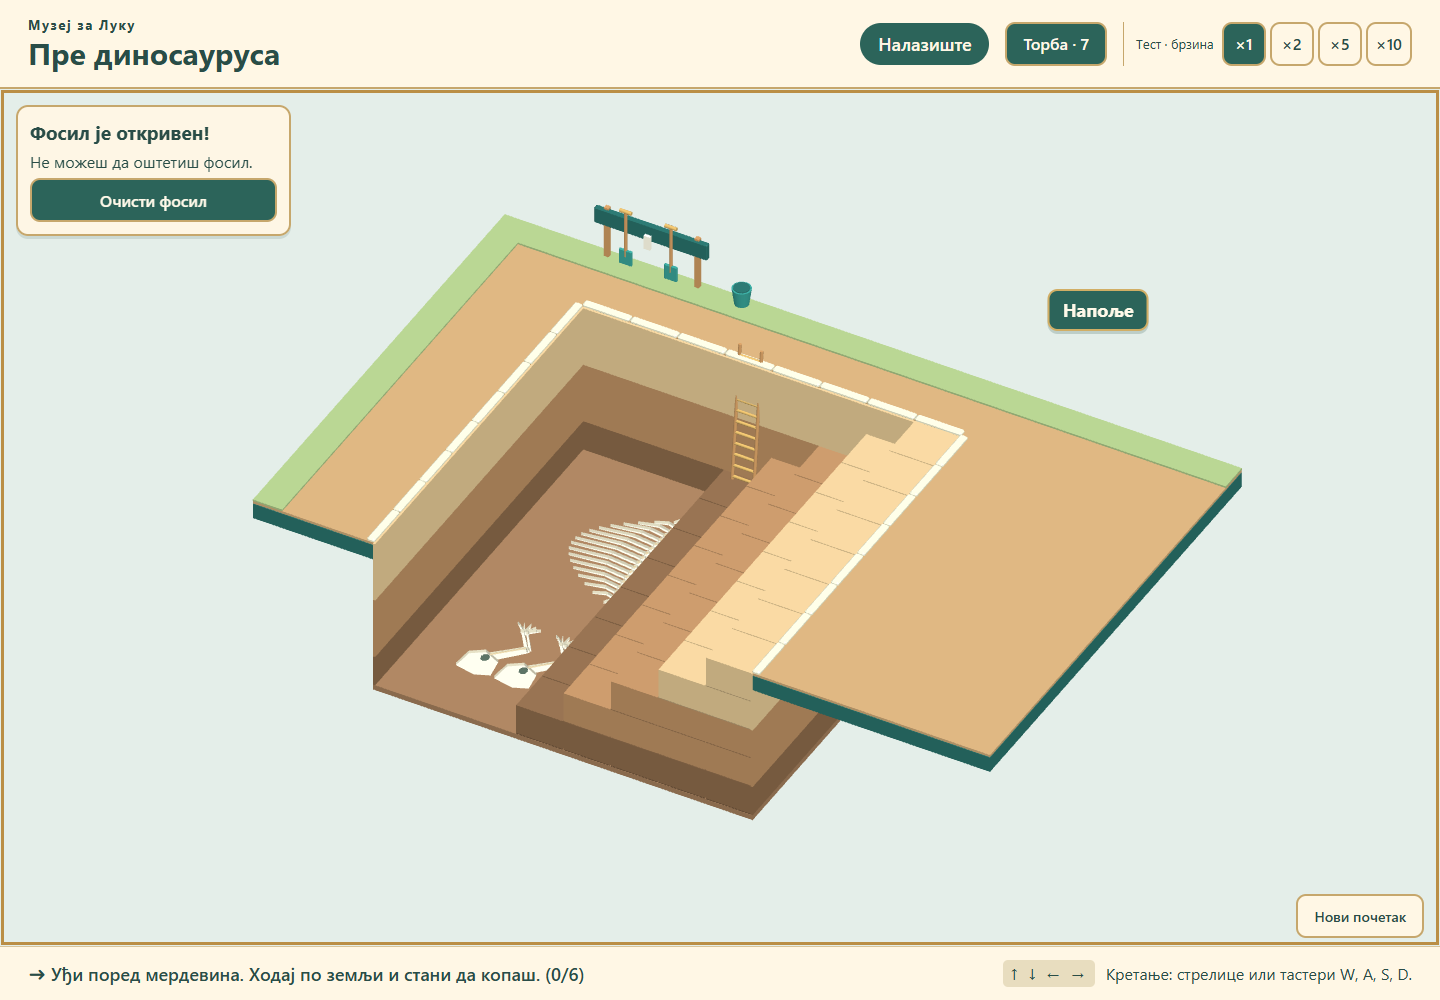 Музеј за Луку
Пре диносауруса
Налазиште
Торба · 7
Тест · брзина
×1
×2
×5
×10
Фосил је откривен!
Не можеш да оштетиш фосил.
Очисти фосил
Напоље
Нови почетак
→ Уђи поред мердевина. Ходај по земљи и стани да копаш. (0/6)
↑ ↓ ← → Кретање: стрелице или тастери W, A, S, D.